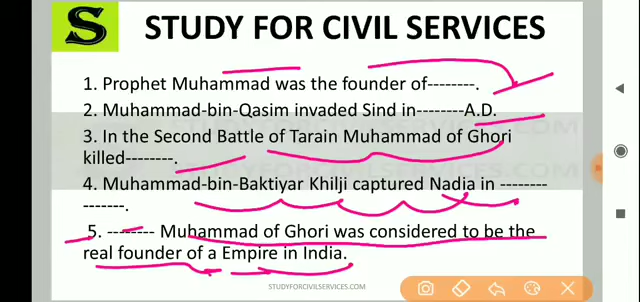 S STUDY FOR CIVIL SERVICES
1. Prophet Muhammad was the founder of--------.
2. Muhammad-bin-Qasim invaded Sind in--------A.D.
3. In the Second Battle of Tarain Muhammad of Ghori
killed--------.
4. Muhammad-bin-Baktiyar Khilji captured Nadia in --------
-------.
5. -------- Muhammad of Ghori was considered to be the
real founder of a Empire in India.
STUDYFORCIVILSERVICES.COM